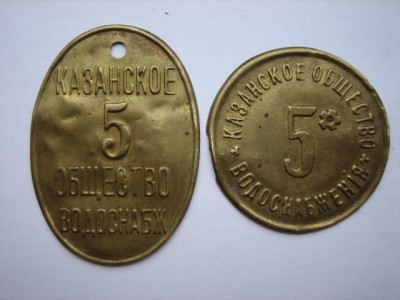 КАЗАНСКОЕ
5
ОБЩЕСТВО
ВОДОСНАБЖ
КАЗАНСКОЕ ОБЩЕСТВО
5
ВОДОСНАБЖЕНІЯ